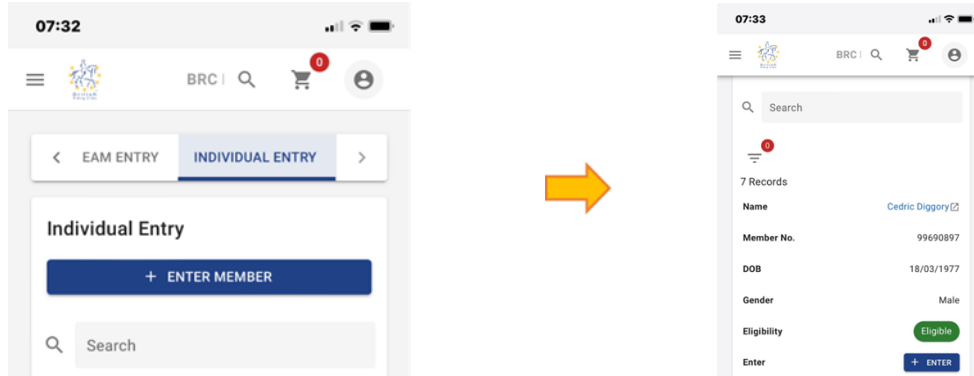 07:32
0
BRC
EAM ENTRY
INDIVIDUAL ENTRY
Individual Entry
+ ENTER MEMBER
Search
07:33
0
BRC
Search
0
7 Records
Name Cedric Diggory
Member No. 99690897
DOB 18/03/1977
Gender Male
Eligibility Eligible
Enter + ENTER